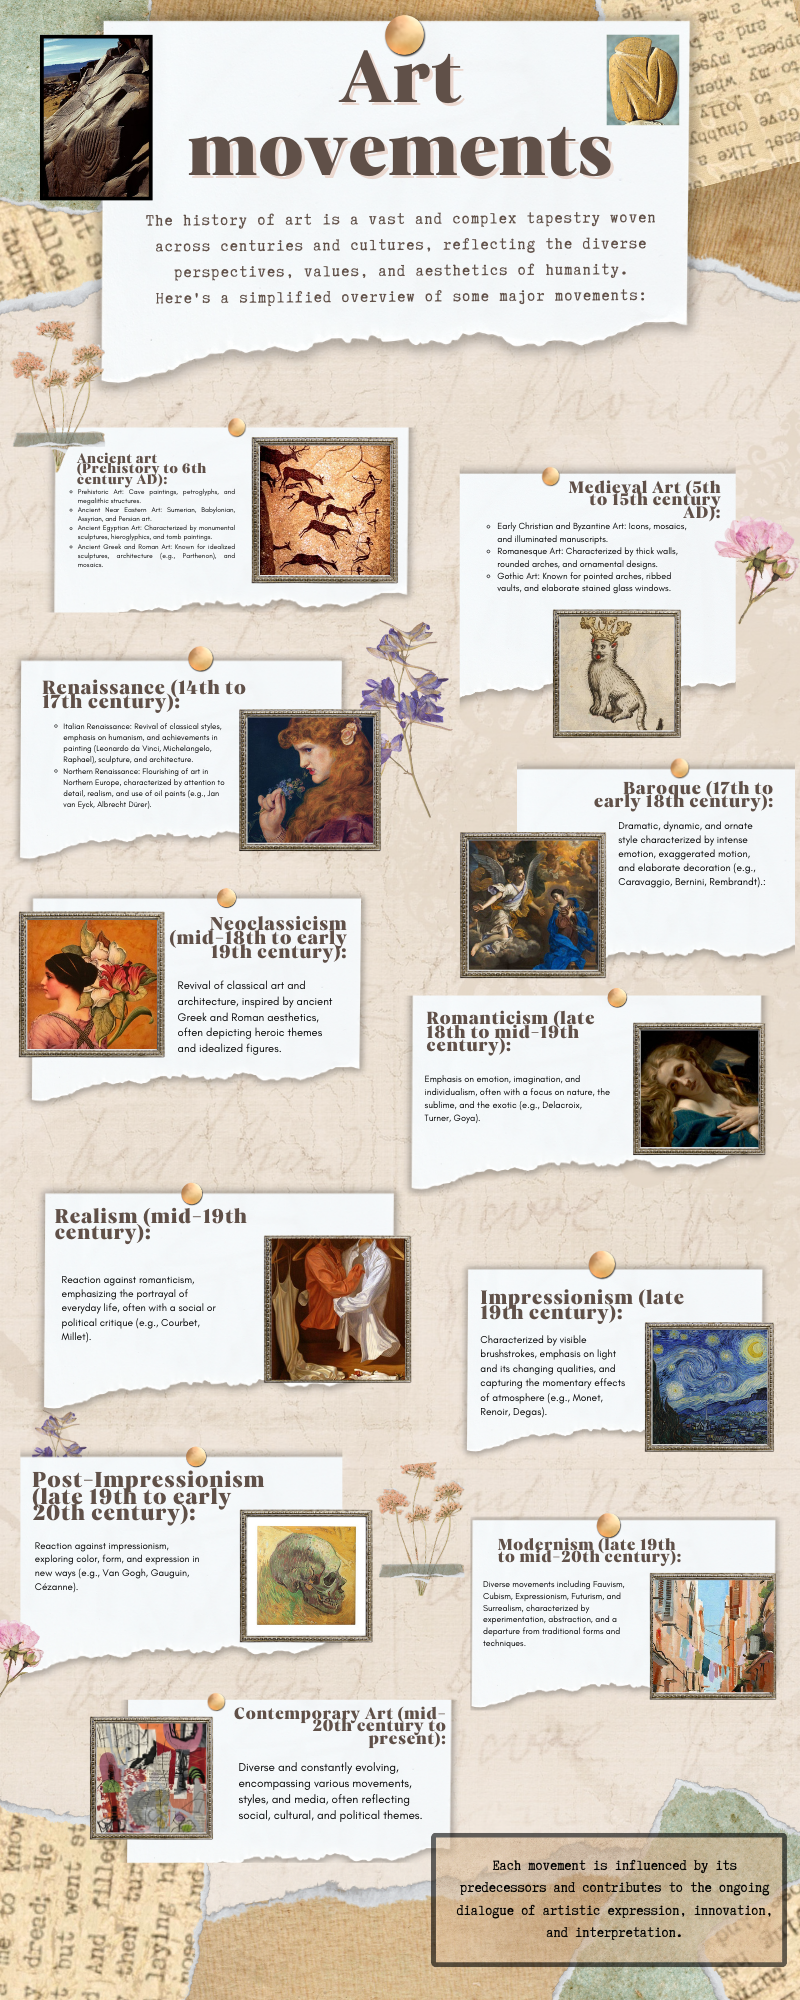 Art
movements
The history of art is a vast and complex tapestry woven
across centuries and cultures, reflecting the diverse
perspectives, values, and aesthetics of humanity.
Here's a simplified overview of some major movements:
Ancient art
(Prehistory to 6th
century AD):
Prehistoric Art: Cave paintings, petroglyphs, and
megalithic structures.
Ancient Near Eastern Art: Sumerian, Babylonian,
Assyrian, and Persian art.
Ancient Egyptian Art: Characterized by monumental
sculptures, hieroglyphics, and tomb paintings.
Ancient Greek and Roman Art: Known for idealized
sculptures, architecture (e.g., Parthenon), and
mosaics.
Medieval Art (5th
to 15th century
AD):
Early Christian and Byzantine Art: Icons, mosaics,
and illuminated manuscripts.
Romanesque Art: Characterized by thick walls,
rounded arches, and ornamental designs.
Gothic Art: Known for pointed arches, ribbed
vaults, and elaborate stained glass windows.
Renaissance (14th to
17th century):
Italian Renaissance: Revival of classical styles,
emphasis on humanism, and achievements in
painting (Leonardo da Vinci, Michelangelo,
Raphael), sculpture, and architecture.
Northern Renaissance: Flourishing of art in
Northern Europe, characterized by attention to
detail, realism, and use of oil paints (e.g., Jan
van Eyck, Albrecht Dürer).
Baroque (17th to
early 18th century):
Dramatic, dynamic, and ornate
style characterized by intense
emotion, exaggerated motion,
and elaborate decoration (e.g.,
Caravaggio, Bernini, Rembrandt).:
Neoclassicism
(mid-18th to early
19th century):
Revival of classical art and
architecture, inspired by ancient
Greek and Roman aesthetics,
often depicting heroic themes
and idealized figures.
Romanticism (late
18th to mid-19th
century):
Emphasis on emotion, imagination, and
individualism, often with a focus on nature, the
sublime, and the exotic (e.g., Delacroix,
Turner, Goya).
Realism (mid-19th
century):
Reaction against romanticism,
emphasizing the portrayal of
everyday life, often with a social or
political critique (e.g., Courbet,
Millet).
Impressionism (late
19th century):
Characterized by visible
brushstrokes, emphasis on light
and its changing qualities, and
capturing the momentary effects
of atmosphere (e.g., Monet,
Renoir, Degas).
Post-Impressionism
(late 19th to early
20th century):
Reaction against impressionism,
exploring color, form, and expression in
new ways (e.g., Van Gogh, Gauguin,
Cézanne).
Modernism (late 19th
to mid-20th century):
Diverse movements including Fauvism,
Cubism, Expressionism, Futurism, and
Surrealism, characterized by
experimentation, abstraction, and a
departure from traditional forms and
techniques.
Contemporary Art (mid-
20th century to
present):
Diverse and constantly evolving,
encompassing various movements,
styles, and media, often reflecting
social, cultural, and political themes.
Each movement is influenced by its
predecessors and contributes to the ongoing
dialogue of artistic expression, innovation,
and interpretation.